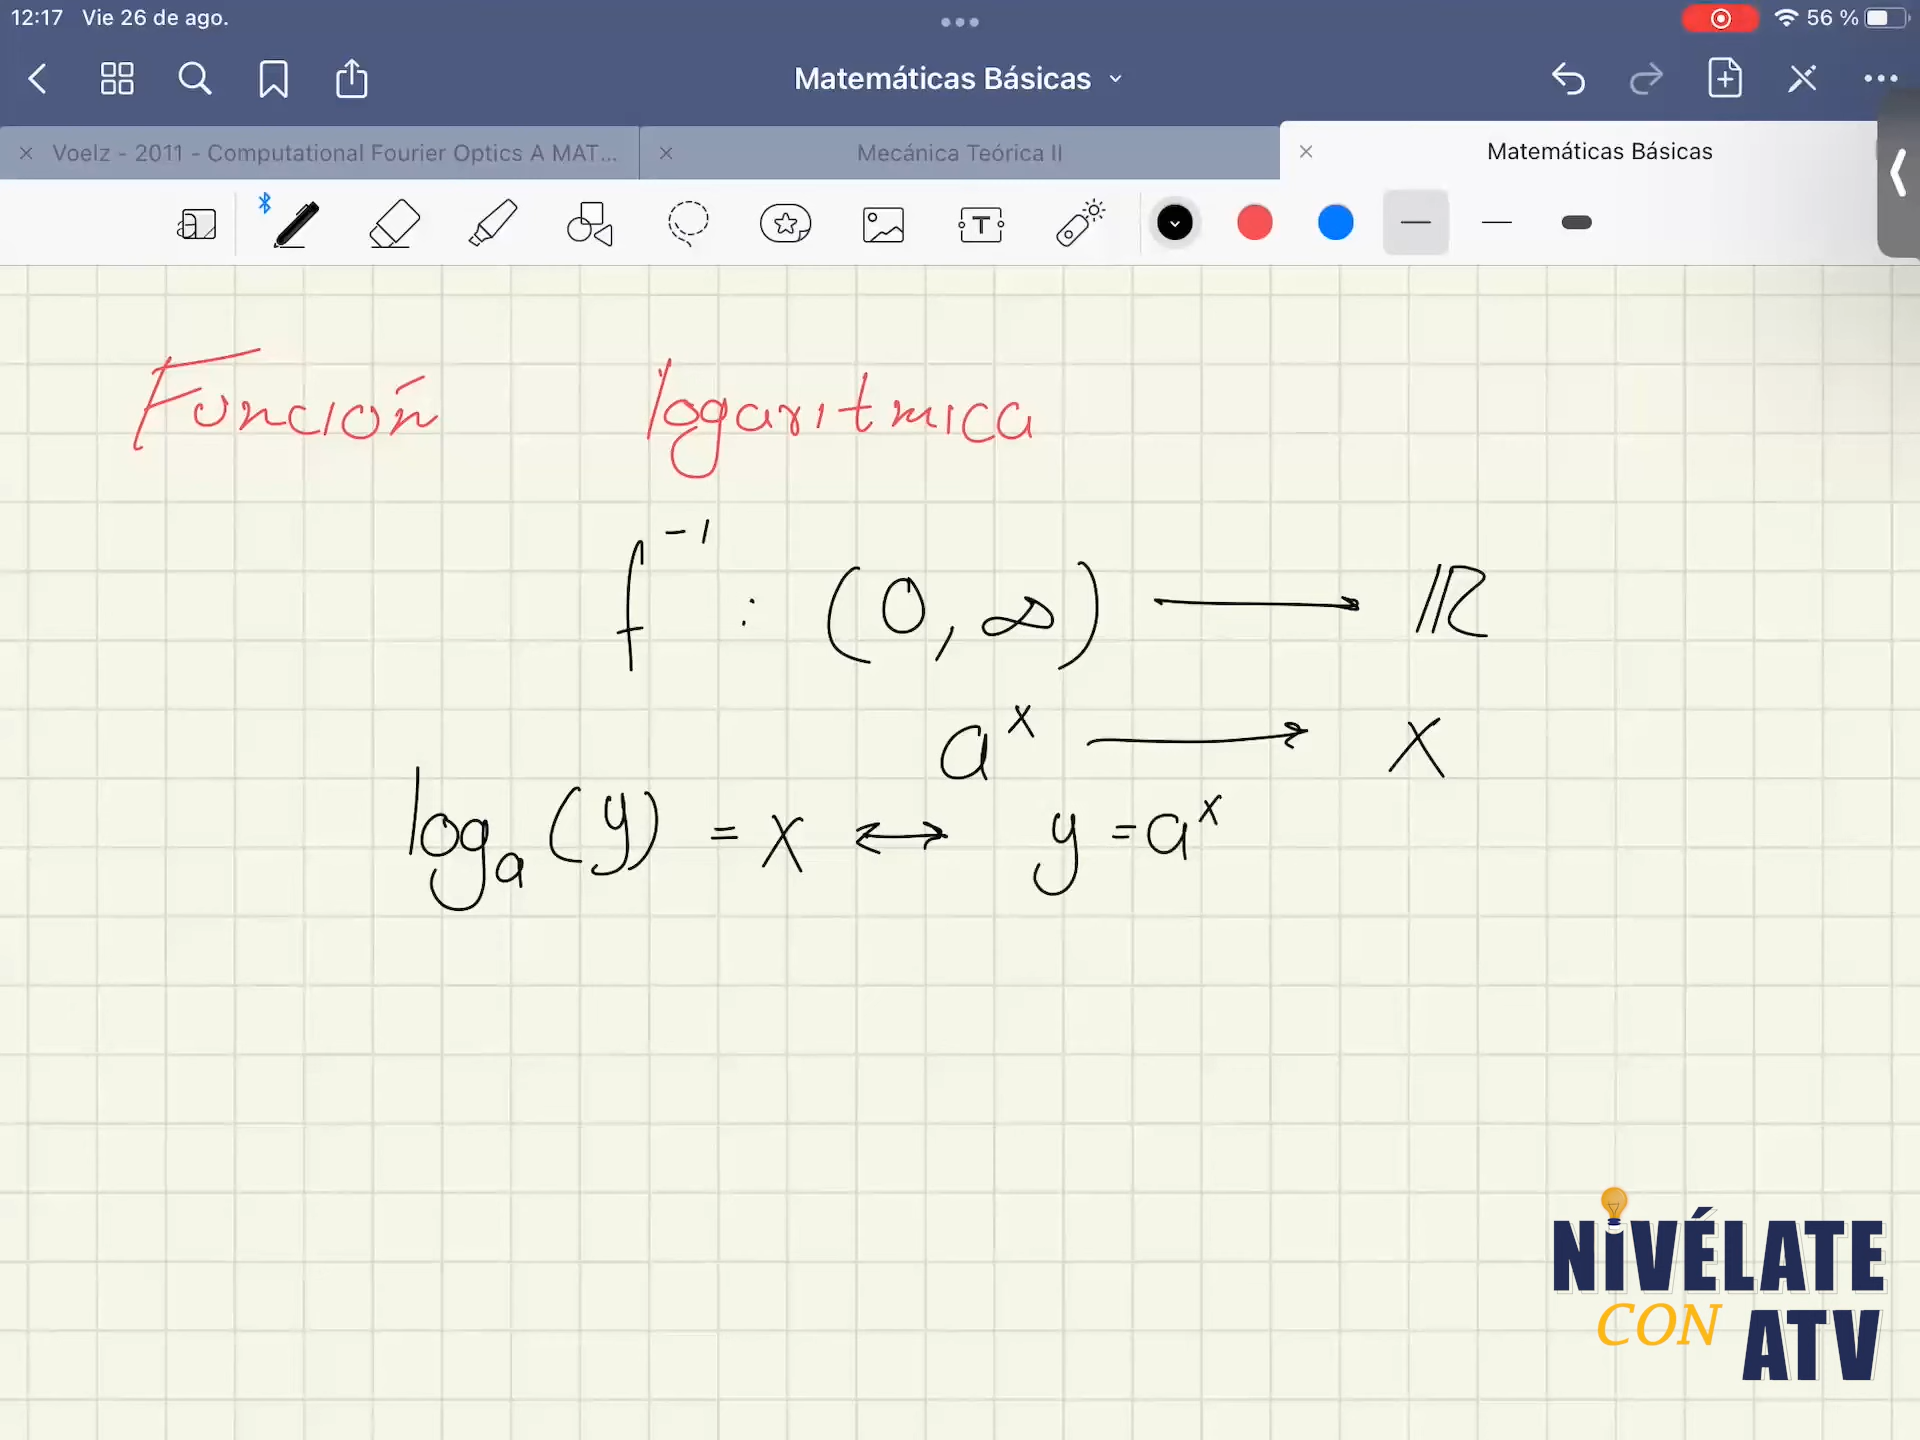 12:17 Vie 26 de ago.
56 %
Matemáticas Básicas
Voelz - 2011 - Computational Fourier Optics A MAT...
Mecánica Teórica II
Matemáticas Básicas
Función logaritmica
f⁻¹ : (0, ∞) ⟶ ℝ
aˣ ⟶ x
logₐ (y) = x ↔ y = aˣ
NIVÉLATE
CON
ATV